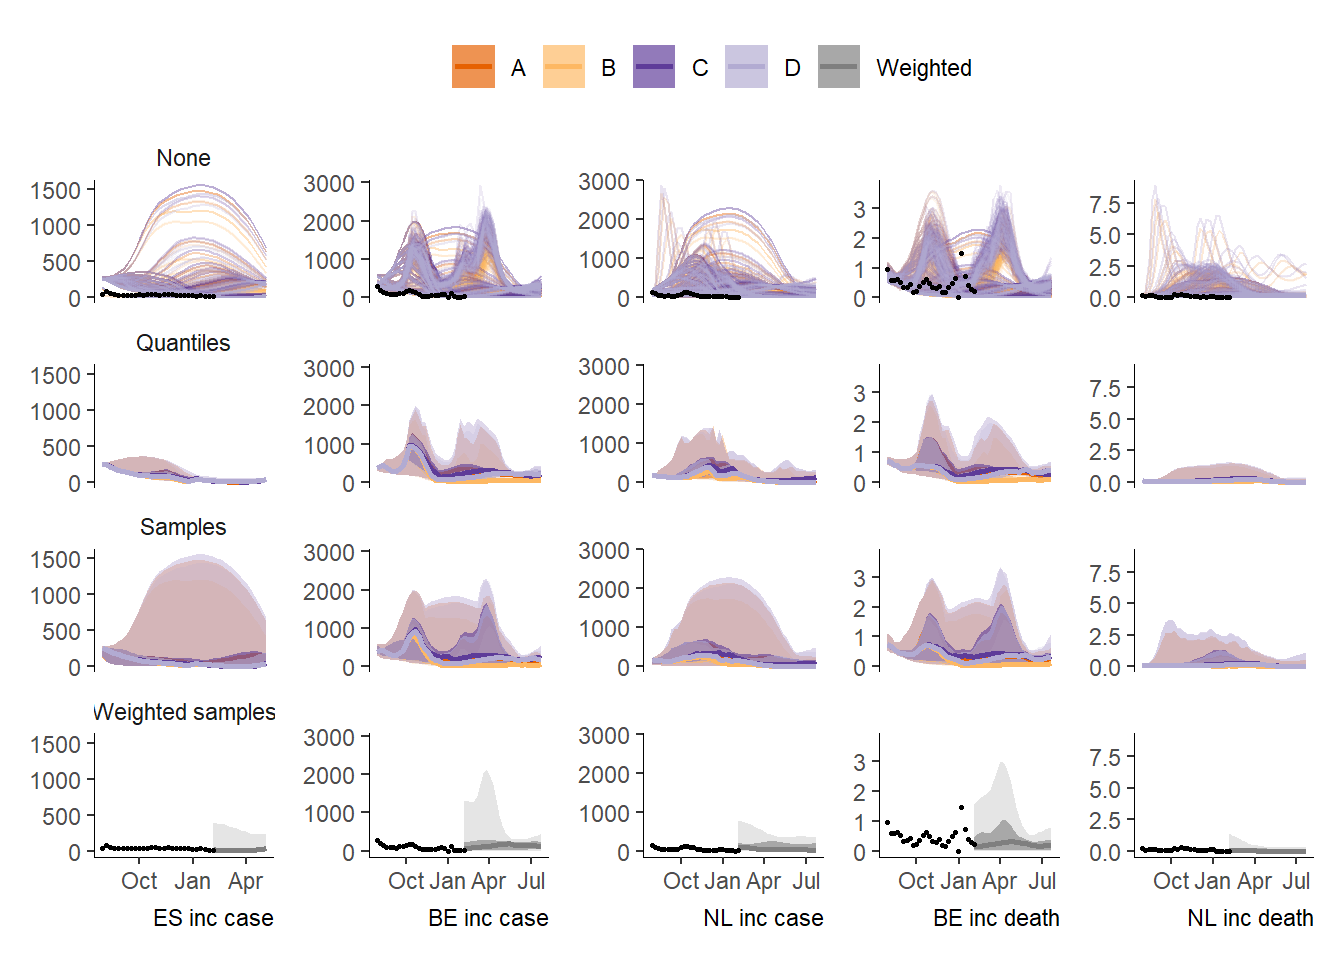 A B C D Weighted
None
1500 3000 3000
1000 2000 2000 3 7.5
500 1000 1000 2 5.0
1 2.5
0 0 0 0 0.0
Quantiles
1500 3000 3000
1000 2000 2000 3 7.5
500 1000 1000 2 5.0
1 2.5
0 0 0 0 0.0
Samples
1500 3000 3000
1000 2000 2000 3 7.5
500 1000 1000 2 5.0
1 2.5
0 0 0 0 0.0
Weighted samples
1500 3000 3000
1000 2000 2000 3 7.5
500 1000 1000 2 5.0
1 2.5
0 0 0 0 0.0
Oct Jan Apr Oct Jan Apr Jul Oct Jan Apr Jul Oct Jan Apr Jul Oct Jan Apr Jul
ES inc case BE inc case NL inc case BE inc death NL inc death